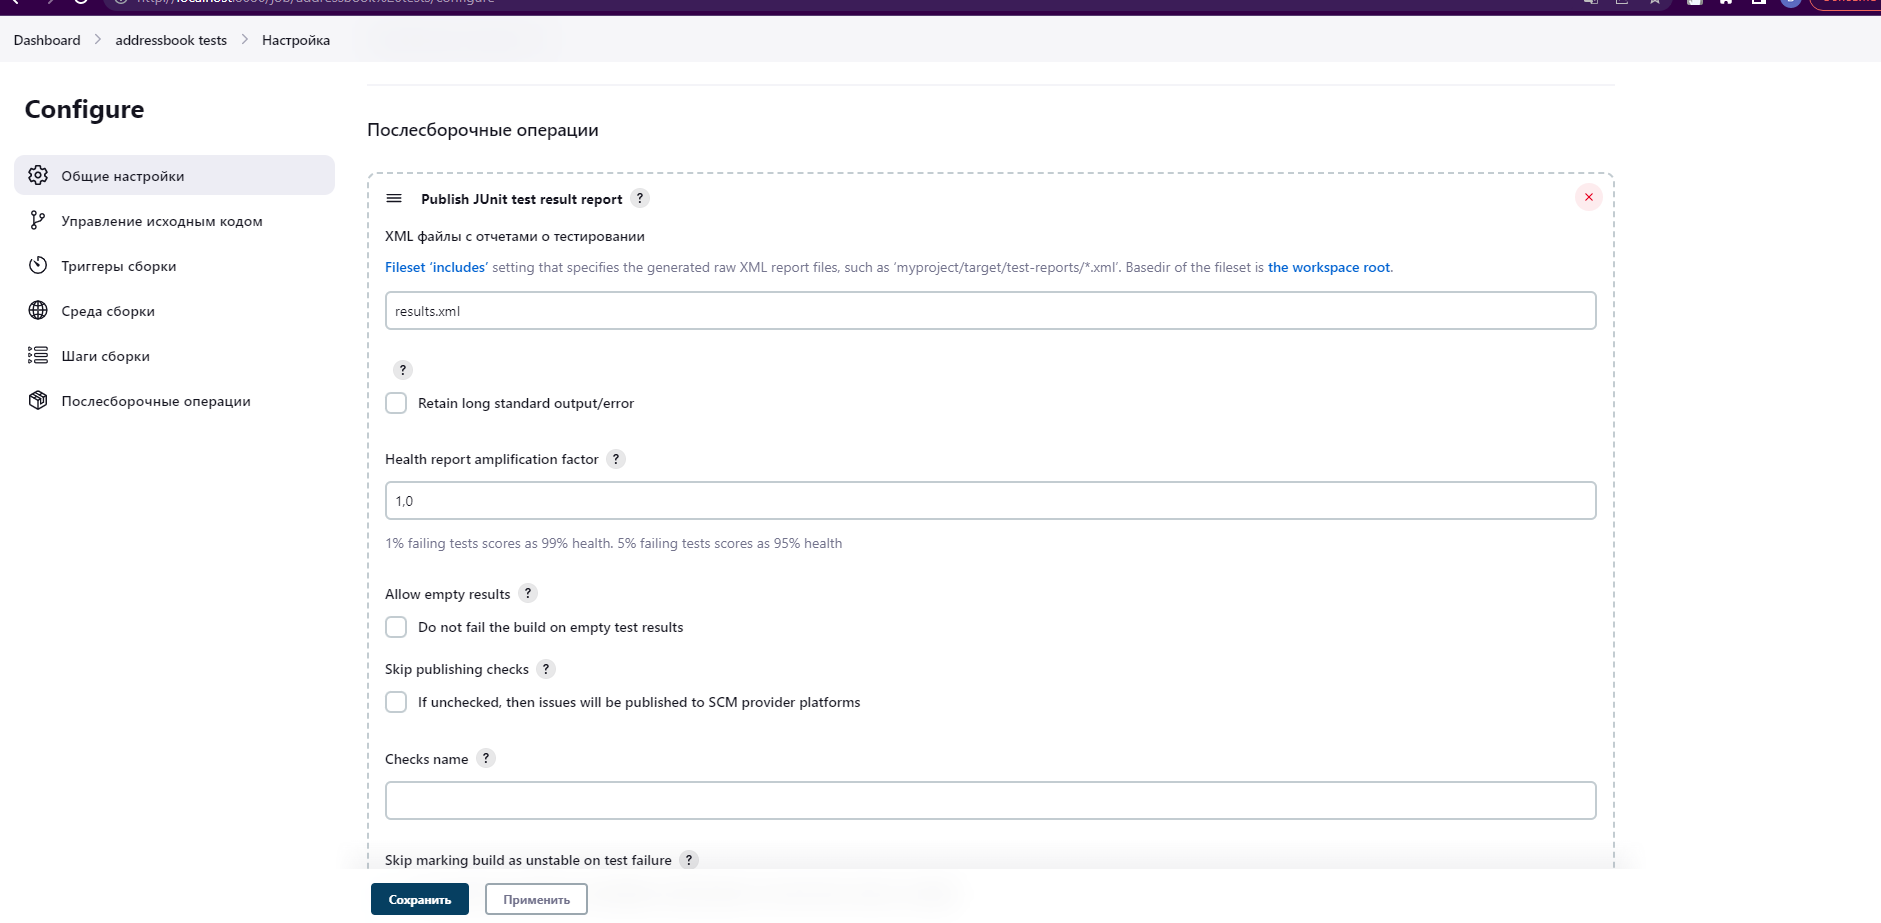 Dashboard > addressbook tests > Настройка
Configure
Общие настройки
Управление исходным кодом
Триггеры сборки
Среда сборки
Шаги сборки
Послесборочные операции
Послесборочные операции
Publish JUnit test result report ?
XML файлы с отчетами о тестировании
Fileset ‘includes’ setting that specifies the generated raw XML report files, such as ‘myproject/target/test-reports/*.xml’. Basedir of the fileset is the workspace root.
results.xml
?
Retain long standard output/error
Health report amplification factor ?
1,0
1% failing tests scores as 99% health. 5% failing tests scores as 95% health
Allow empty results ?
Do not fail the build on empty test results
Skip publishing checks ?
If unchecked, then issues will be published to SCM provider platforms
Checks name ?
Skip marking build as unstable on test failure ?
Сохранить
Применить